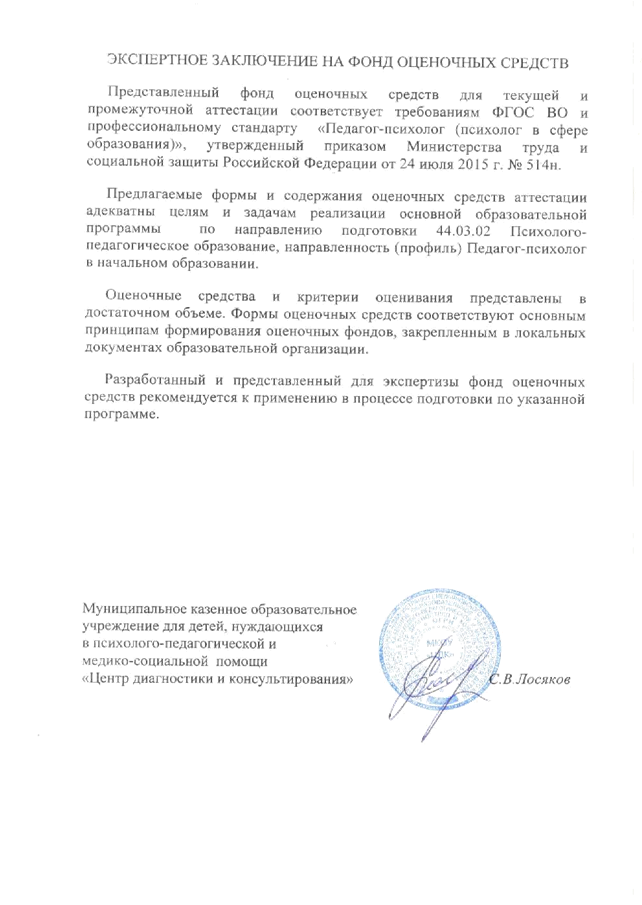 ЭКСПЕРТНОЕ ЗАКЛЮЧЕНИЕ НА ФОНД ОЦЕНОЧНЫХ СРЕДСТВ
Представленный фонд оценочных средств для текущей и
промежуточной аттестации соответствует требованиям ФГОС ВО и
профессиональному стандарту «Педагог-психолог (психолог в сфере
образования)», утвержденный приказом Министерства труда и
социальной защиты Российской Федерации от 24 июля 2015 г. № 514н.
Предлагаемые формы и содержания оценочных средств аттестации
адекватны целям и задачам реализации основной образовательной
программы по направлению подготовки 44.03.02 Психолого-
педагогическое образование, направленность (профиль) Педагог-психолог
в начальном образовании.
Оценочные средства и критерии оценивания представлены в
достаточном объеме. Формы оценочных средств соответствуют основным
принципам формирования оценочных фондов, закрепленным в локальных
документах образовательной организации.
Разработанный и представленный для экспертизы фонд оценочных
средств рекомендуется к применению в процессе подготовки по указанной
программе.
Муниципальное казенное образовательное
учреждение для детей, нуждающихся
в психолого-педагогической и
медико-социальной помощи
«Центр диагностики и консультирования»
С.В.Лосяков